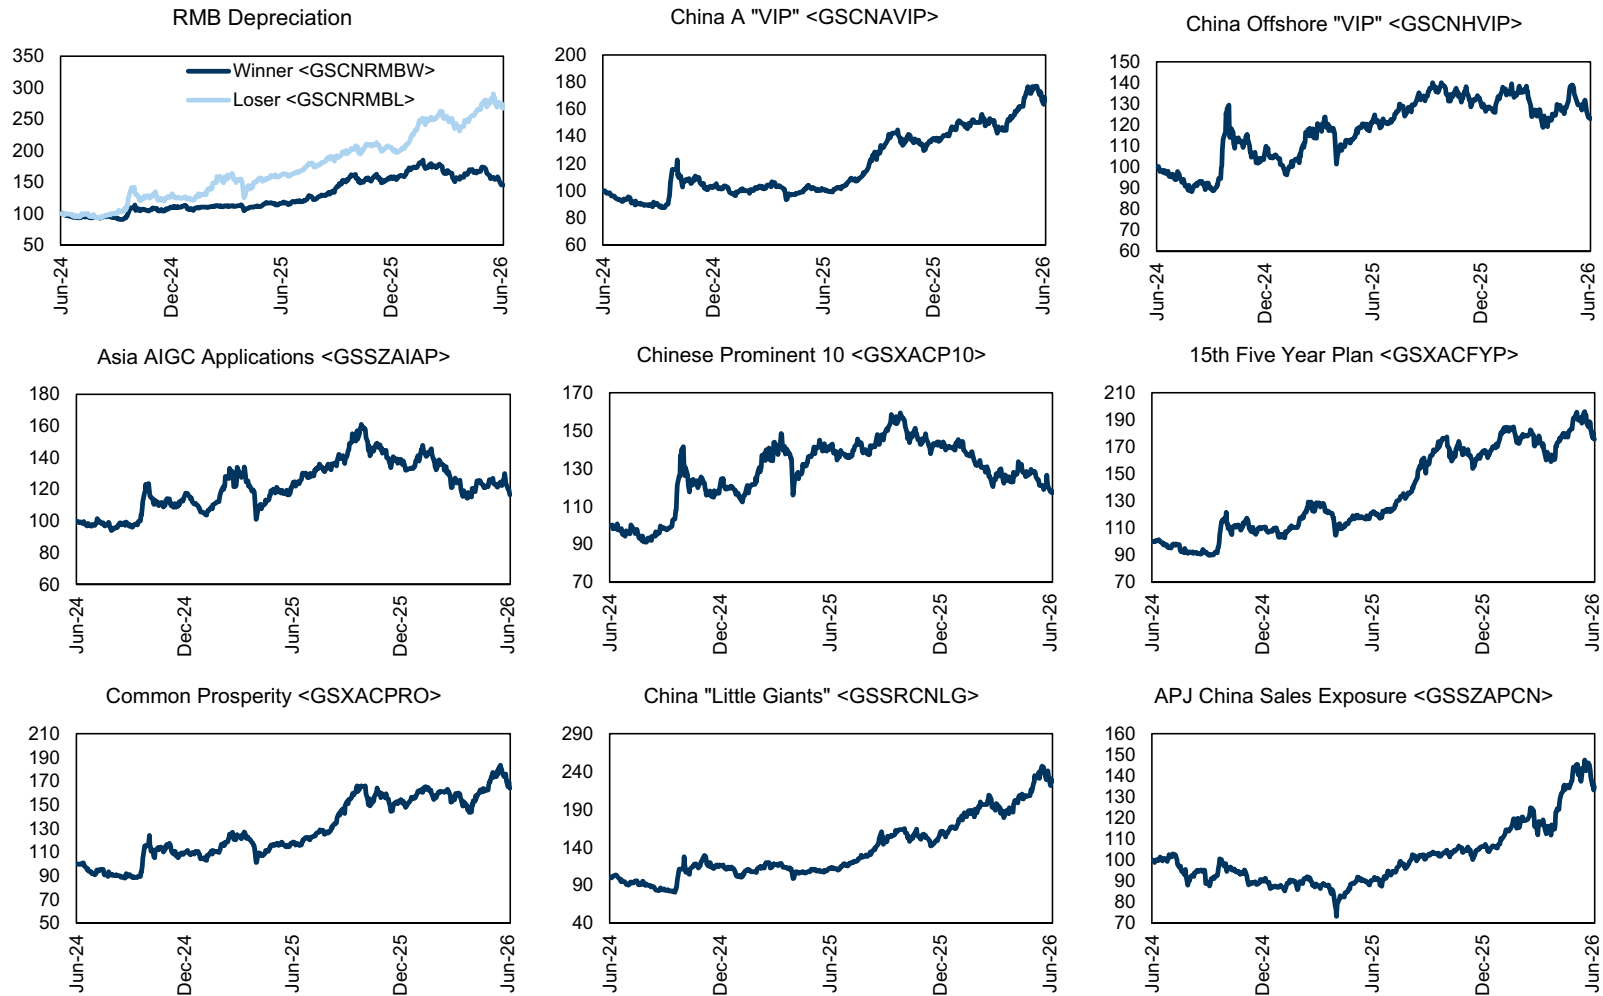 RMB Depreciation
350
300
250
200
150
100
50
Winner <GSCNRMBW>
Loser <GSCNRMBL>
Jun-24
Dec-24
Jun-25
Dec-25
Jun-26
China A "VIP" <GSCNAVIP>
200
180
160
140
120
100
80
60
Jun-24
Dec-24
Jun-25
Dec-25
Jun-26
China Offshore "VIP" <GSCNHVIP>
150
140
130
120
110
100
90
80
70
60
Jun-24
Dec-24
Jun-25
Dec-25
Jun-26
Asia AIGC Applications <GSSZAIAP>
180
160
140
120
100
80
60
Jun-24
Dec-24
Jun-25
Dec-25
Jun-26
Chinese Prominent 10 <GSXACP10>
170
150
130
110
90
70
Jun-24
Dec-24
Jun-25
Dec-25
Jun-26
15th Five Year Plan <GSXACFYP>
210
190
170
150
130
110
90
70
Jun-24
Dec-24
Jun-25
Dec-25
Jun-26
Common Prosperity <GSXACPRO>
210
190
170
150
130
110
90
70
50
Jun-24
Dec-24
Jun-25
Dec-25
Jun-26
China "Little Giants" <GSSRCNLG>
290
240
190
140
90
40
Jun-24
Dec-24
Jun-25
Dec-25
Jun-26
APJ China Sales Exposure <GSSZAPCN>
160
150
140
130
120
110
100
90
80
70
Jun-24
Dec-24
Jun-25
Dec-25
Jun-26